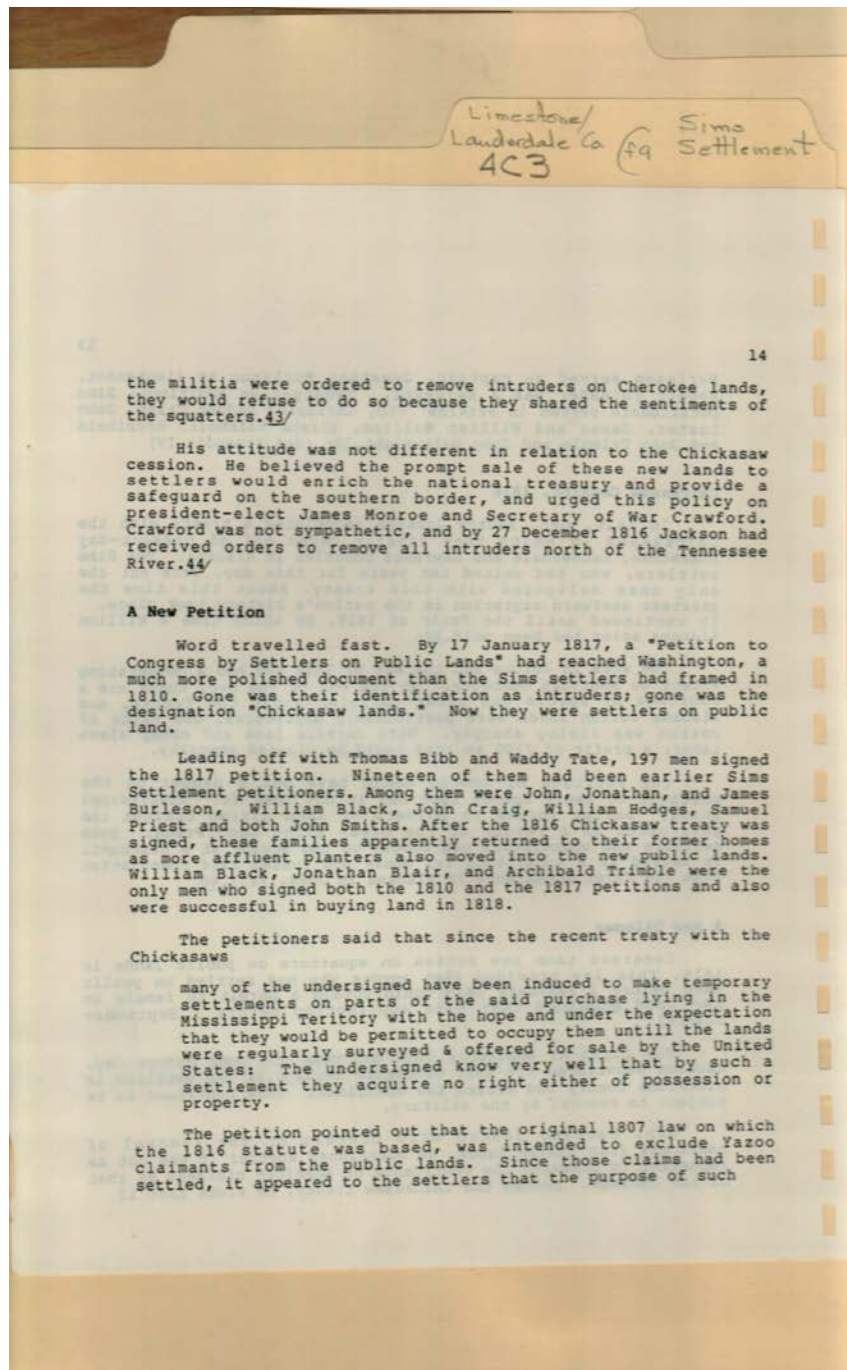 Limestone/
Lauderdale Co
4C3
Sims
Settlement
14
the militia were ordered to remove intruders on Cherokee lands,
they would refuse to do so because they shared the sentiments of
the squatters.43/
His attitude was not different in relation to the Chickasaw
cession. He believed the prompt sale of these new lands to
settlers would enrich the national treasury and provide a
safeguard on the southern border, and urged this policy on
president-elect James Monroe and Secretary of War Crawford.
Crawford was not sympathetic, and by 27 December 1816 Jackson had
received orders to remove all intruders north of the Tennessee
River.44/
A New Petition
Word travelled fast. By 17 January 1817, a "Petition to
Congress by Settlers on Public Lands" had reached Washington, a
much more polished document than the Sims settlers had framed in
1810. Gone was their identification as intruders; gone was the
designation "Chickasaw lands." Now they were settlers on public
land.
Leading off with Thomas Bibb and Waddy Tate, 197 men signed
the 1817 petition. Nineteen of them had been earlier Sims
Settlement petitioners. Among them were John, Jonathan, and James
Burleson, William Black, John Craig, William Hodges, Samuel
Priest and both John Smiths. After the 1816 Chickasaw treaty was
signed, these families apparently returned to their former homes
as more affluent planters also moved into the new public lands.
William Black, Jonathan Blair, and Archibald Trimble were the
only men who signed both the 1810 and the 1817 petitions and also
were successful in buying land in 1818.
The petitioners said that since the recent treaty with the
Chickasaws
many of the undersigned have been induced to make temporary
settlements on parts of the said purchase lying in the
Mississippi Teritory with the hope and under the expectation
that they would be permitted to occupy them untill the lands
were regularly surveyed & offered for sale by the United
States: The undersigned know very well that by such a
settlement they acquire no right either of possession or
property.
The petition pointed out that the original 1807 law on which
the 1816 statute was based, was intended to exclude Yazoo
claimants from the public lands. Since those claims had been
settled, it appeared to the settlers that the purpose of such